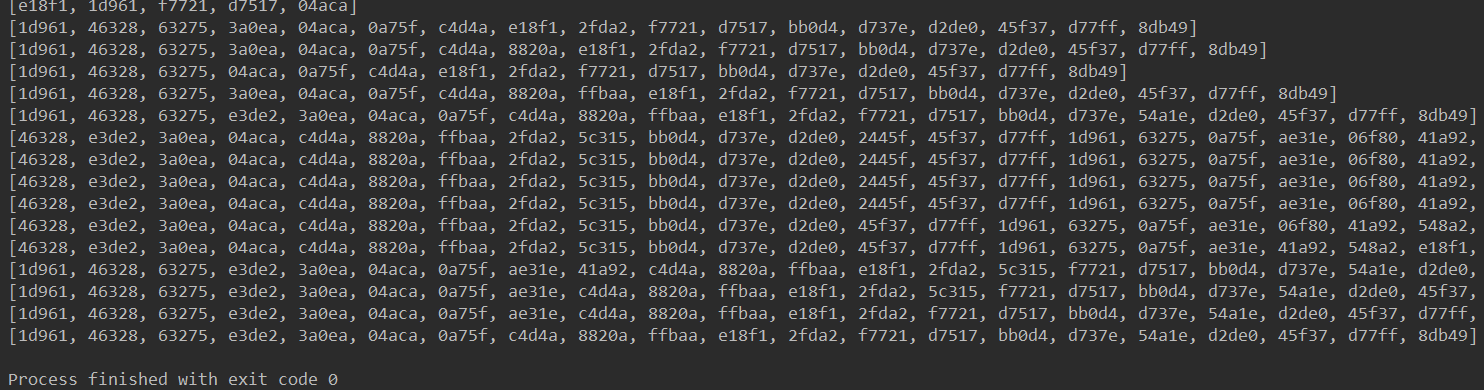 [e18f1, 1d961, f7721, d7517, 04aca]
[1d961, 46328, 63275, 3a0ea, 04aca, 0a75f, c4d4a, e18f1, 2fda2, f7721, d7517, bb0d4, d737e, d2de0, 45f37, d77ff, 8db49]
[1d961, 46328, 63275, 3a0ea, 04aca, 0a75f, c4d4a, 8820a, e18f1, 2fda2, f7721, d7517, bb0d4, d737e, d2de0, 45f37, d77ff, 8db49]
[1d961, 46328, 63275, 04aca, 0a75f, c4d4a, e18f1, 2fda2, f7721, d7517, bb0d4, d737e, d2de0, 45f37, d77ff, 8db49]
[1d961, 46328, 63275, 3a0ea, 04aca, 0a75f, c4d4a, 8820a, ffbaa, e18f1, 2fda2, f7721, d7517, bb0d4, d737e, d2de0, 45f37, d77ff, 8db49]
[1d961, 46328, 63275, e3de2, 3a0ea, 04aca, 0a75f, c4d4a, 8820a, ffbaa, e18f1, 2fda2, f7721, d7517, bb0d4, d737e, 54a1e, d2de0, 45f37, d77ff, 8db49]
[46328, e3de2, 3a0ea, 04aca, c4d4a, 8820a, ffbaa, 2fda2, 5c315, bb0d4, d737e, d2de0, 2445f, 45f37, d77ff, 1d961, 63275, 0a75f, ae31e, 06f80, 41a92,
[46328, e3de2, 3a0ea, 04aca, c4d4a, 8820a, ffbaa, 2fda2, 5c315, bb0d4, d737e, d2de0, 2445f, 45f37, d77ff, 1d961, 63275, 0a75f, ae31e, 06f80, 41a92,
[46328, e3de2, 3a0ea, 04aca, c4d4a, 8820a, ffbaa, 2fda2, 5c315, bb0d4, d737e, d2de0, 2445f, 45f37, d77ff, 1d961, 63275, 0a75f, ae31e, 06f80, 41a92,
[46328, e3de2, 3a0ea, 04aca, c4d4a, 8820a, ffbaa, 2fda2, 5c315, bb0d4, d737e, d2de0, 2445f, 45f37, d77ff, 1d961, 63275, 0a75f, ae31e, 06f80, 41a92,
[46328, e3de2, 3a0ea, 04aca, c4d4a, 8820a, ffbaa, 2fda2, 5c315, bb0d4, d737e, d2de0, 45f37, d77ff, 1d961, 63275, 0a75f, ae31e, 06f80, 41a92, 548a2,
[46328, e3de2, 3a0ea, 04aca, c4d4a, 8820a, ffbaa, 2fda2, 5c315, bb0d4, d737e, d2de0, 45f37, d77ff, 1d961, 63275, 0a75f, ae31e, 41a92, 548a2, e18f1,
[1d961, 46328, 63275, e3de2, 3a0ea, 04aca, 0a75f, ae31e, 41a92, c4d4a, 8820a, ffbaa, e18f1, 2fda2, 5c315, f7721, d7517, bb0d4, d737e, 54a1e, d2de0,
[1d961, 46328, 63275, e3de2, 3a0ea, 04aca, 0a75f, ae31e, c4d4a, 8820a, ffbaa, e18f1, 2fda2, 5c315, f7721, d7517, bb0d4, d737e, 54a1e, d2de0, 45f37,
[1d961, 46328, 63275, e3de2, 3a0ea, 04aca, 0a75f, ae31e, c4d4a, 8820a, ffbaa, e18f1, 2fda2, f7721, d7517, bb0d4, d737e, 54a1e, d2de0, 45f37, d77ff,
[1d961, 46328, 63275, e3de2, 3a0ea, 04aca, 0a75f, c4d4a, 8820a, ffbaa, e18f1, 2fda2, f7721, d7517, bb0d4, d737e, 54a1e, d2de0, 45f37, d77ff, 8db49]
Process finished with exit code 0